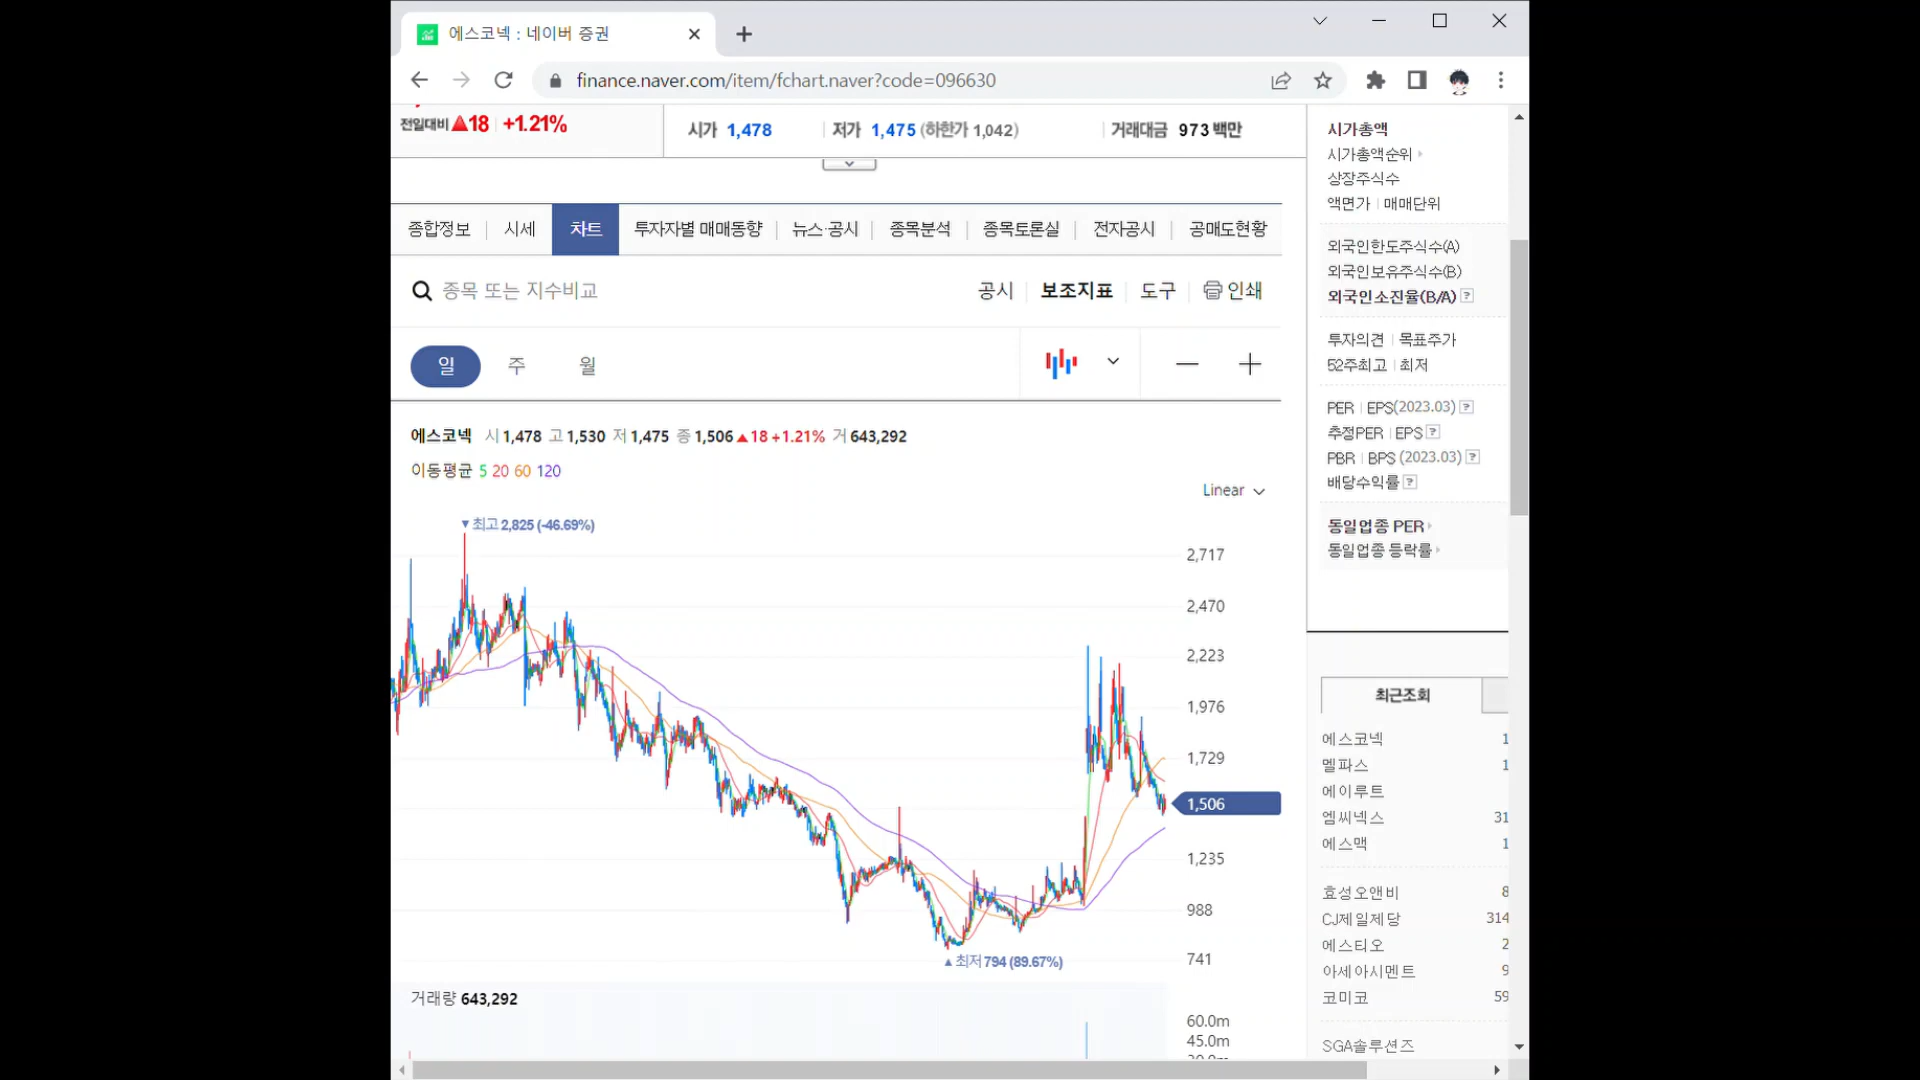 에스코넥 : 네이버 증권
finance.naver.com/item/fchart.naver?code=096630
전일대비 ▲18 +1.21%
시가 1,478 저가 1,475 (하한가 1,042) 거래대금 973 백만
종합정보 시세 차트 투자자별 매매동향 뉴스·공시 종목분석 종목토론실 전자공시 공매도현황
종목 또는 지수비교 공시 보조지표 도구 인쇄
일 주 월
에스코넥 시 1,478 고 1,530 저 1,475 종 1,506 ▲18 +1.21% 거 643,292
이동평균 5 20 60 120
Linear
▼최고 2,825 (-46.69%)
2,717
2,470
2,223
1,976
1,729
1,506
1,235
988
741
▲최저 794 (89.67%)
거래량 643,292
60.0m
45.0m
시가총액
시가총액순위
상장주식수
액면가 매매단위
외국인한도주식수(A)
외국인보유주식수(B)
외국인소진율(B/A) ?
투자의견 목표주가
52주최고 최저
PER EPS(2023.03) ?
추정PER EPS ?
PBR BPS (2023.03) ?
배당수익률 ?
동일업종 PER
동일업종 등락률
최근조회
에스코넥 1
멜파스 1
에이루트
엠씨넥스 31
에스맥 1
효성오앤비 8
CJ제일제당 314
에스티오 2
아세아시멘트 9
코미코 59
SGA솔루션즈